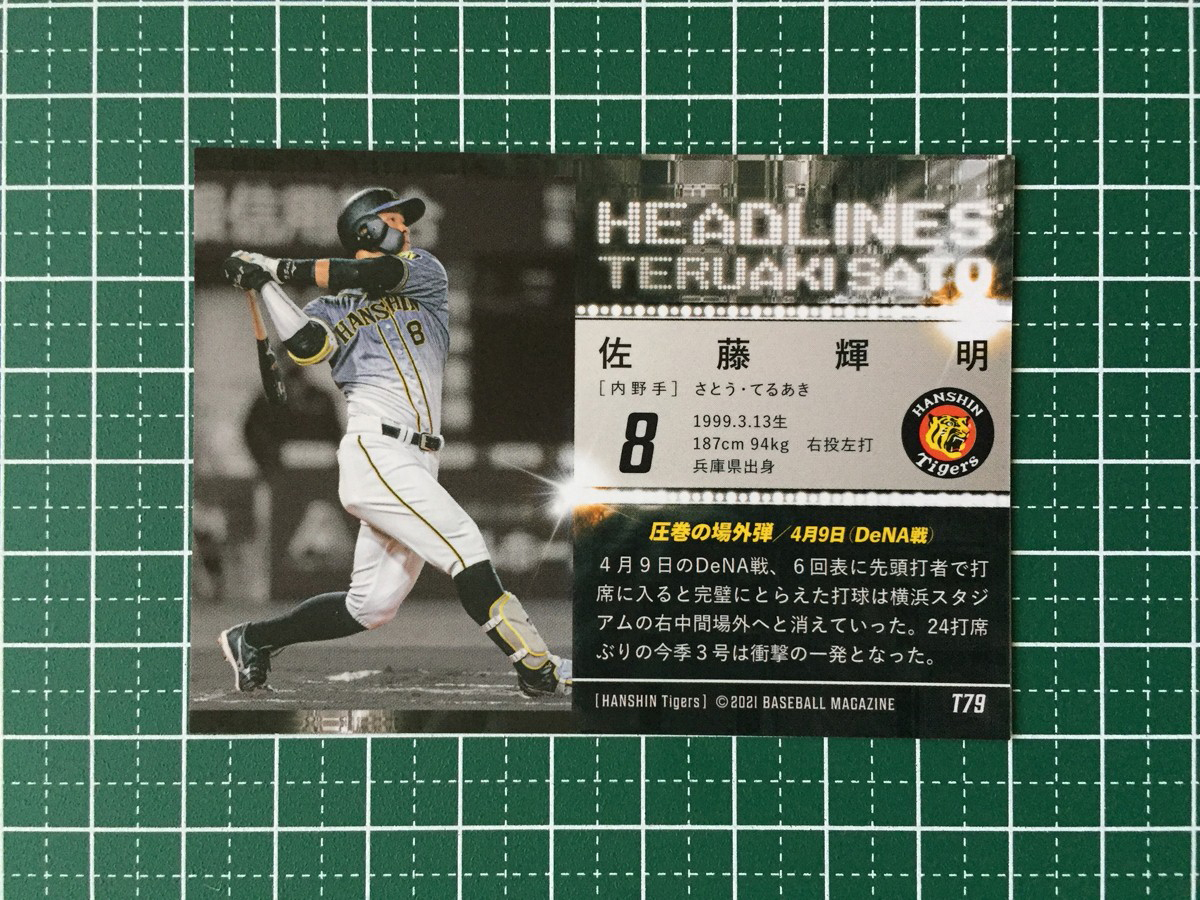 HEADLINES
TERUAKI SATO
佐藤輝明
[内野手] さとう・てるあき
8
1999.3.13生
187cm 94kg 右投左打
兵庫県出身
HANSHIN
Tigers
HANSHIN
8
圧巻の場外弾/4月9日(DeNA戦)
4月9日のDeNA戦、6回表に先頭打者で打
席に入ると完璧にとらえた打球は横浜スタジ
アムの右中間場外へと消えていった。24打席
ぶりの今季3号は衝撃の一発となった。
[HANSHIN Tigers] ©2021 BASEBALL MAGAZINE
T79